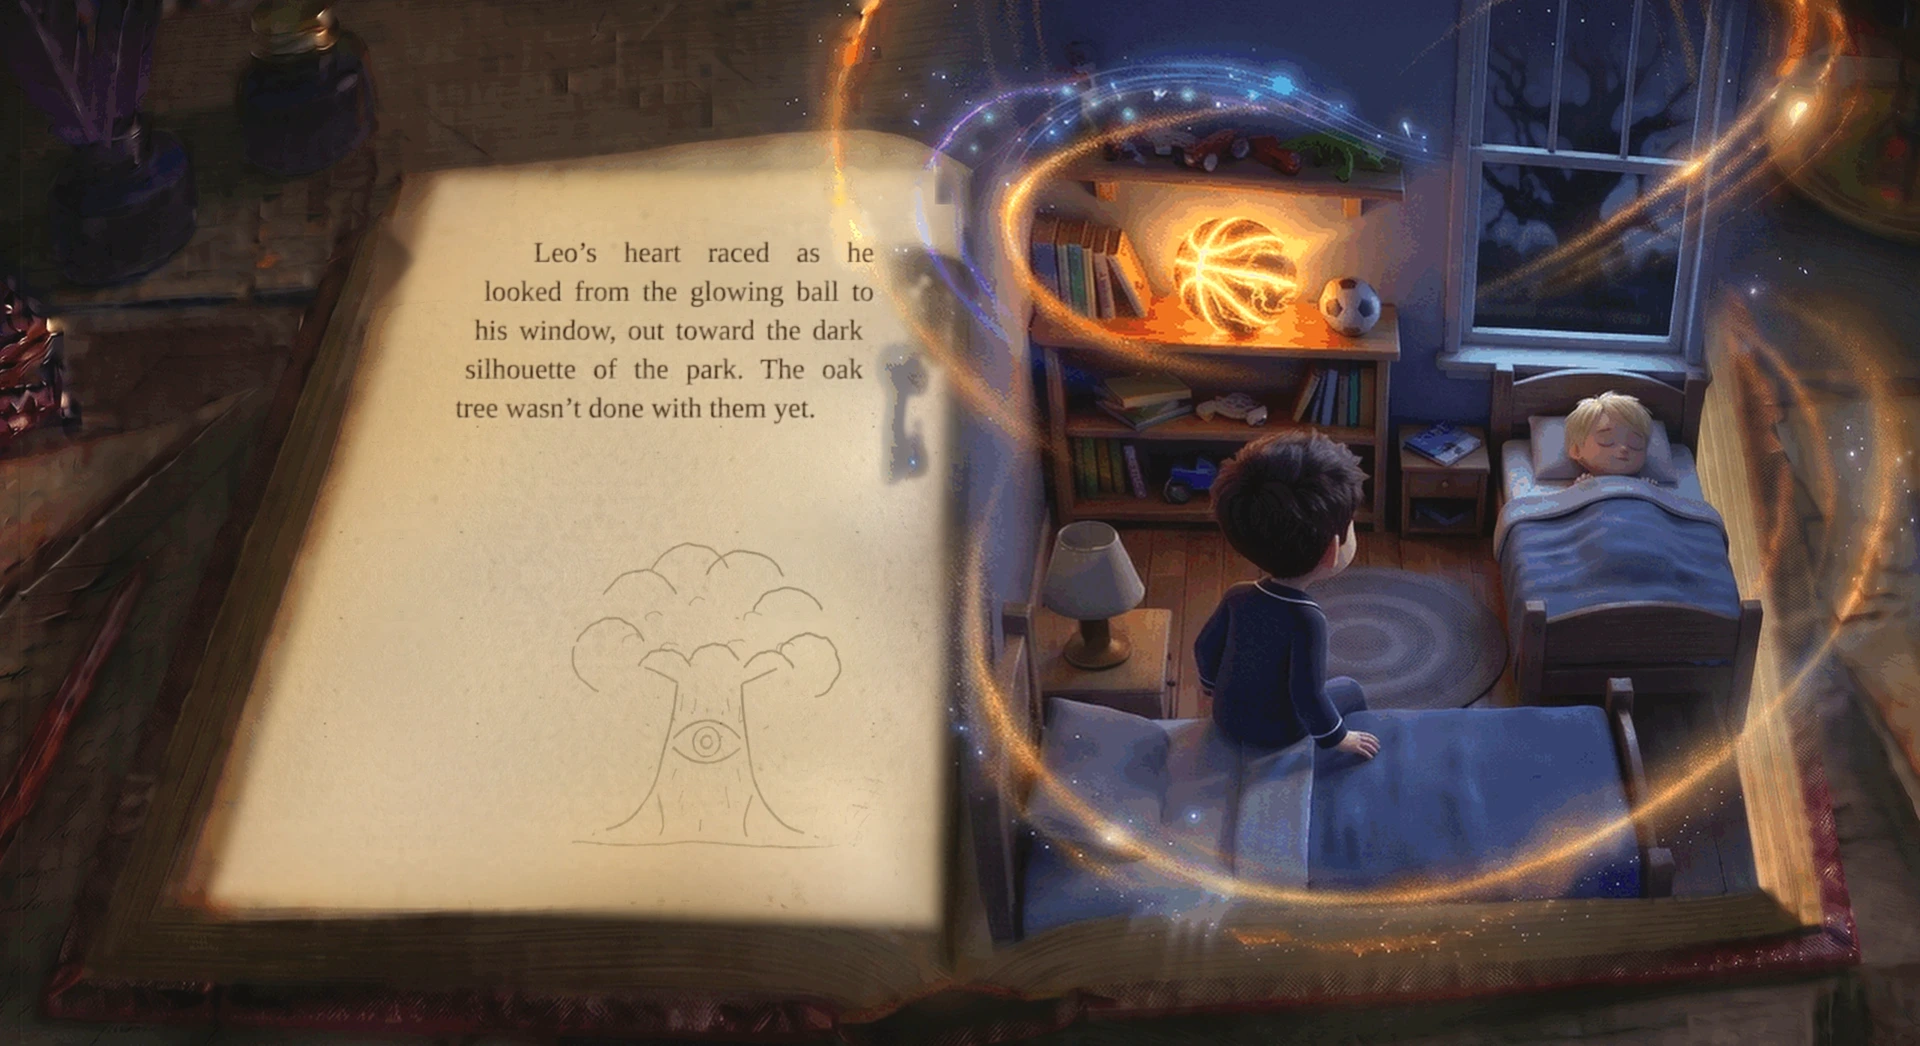 Leo’s heart raced as he
looked from the glowing ball to
his window, out toward the dark
silhouette of the park. The oak
tree wasn’t done with them yet.